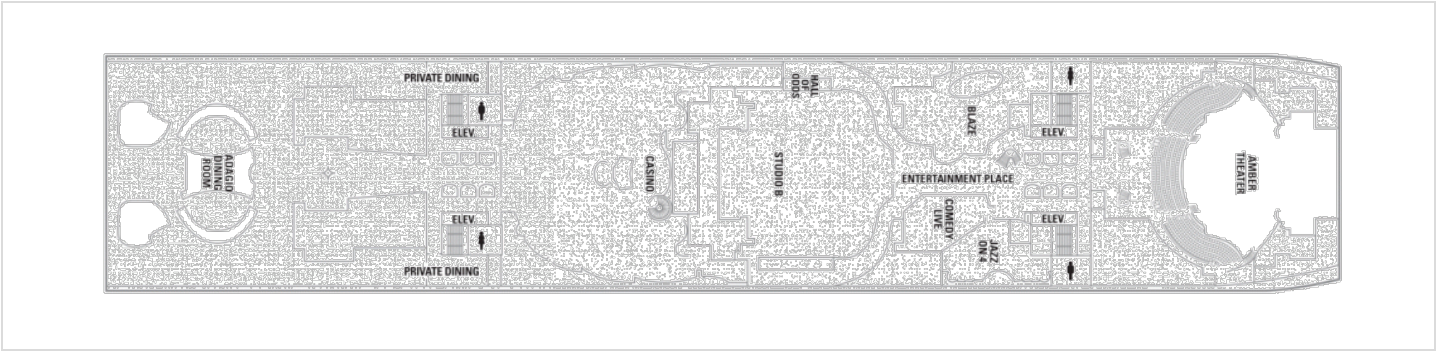 PRIVATE DINING
ELEV.
ADAGIO
DINING
ROOM
ELEV.
PRIVATE DINING
CASINO
HALL
OF
ODDS
STUDIO B
BLAZE
ENTERTAINMENT PLACE
COMEDY
LIVE
JAZZ
ON 4
ELEV.
ELEV.
AMBER
THEATER